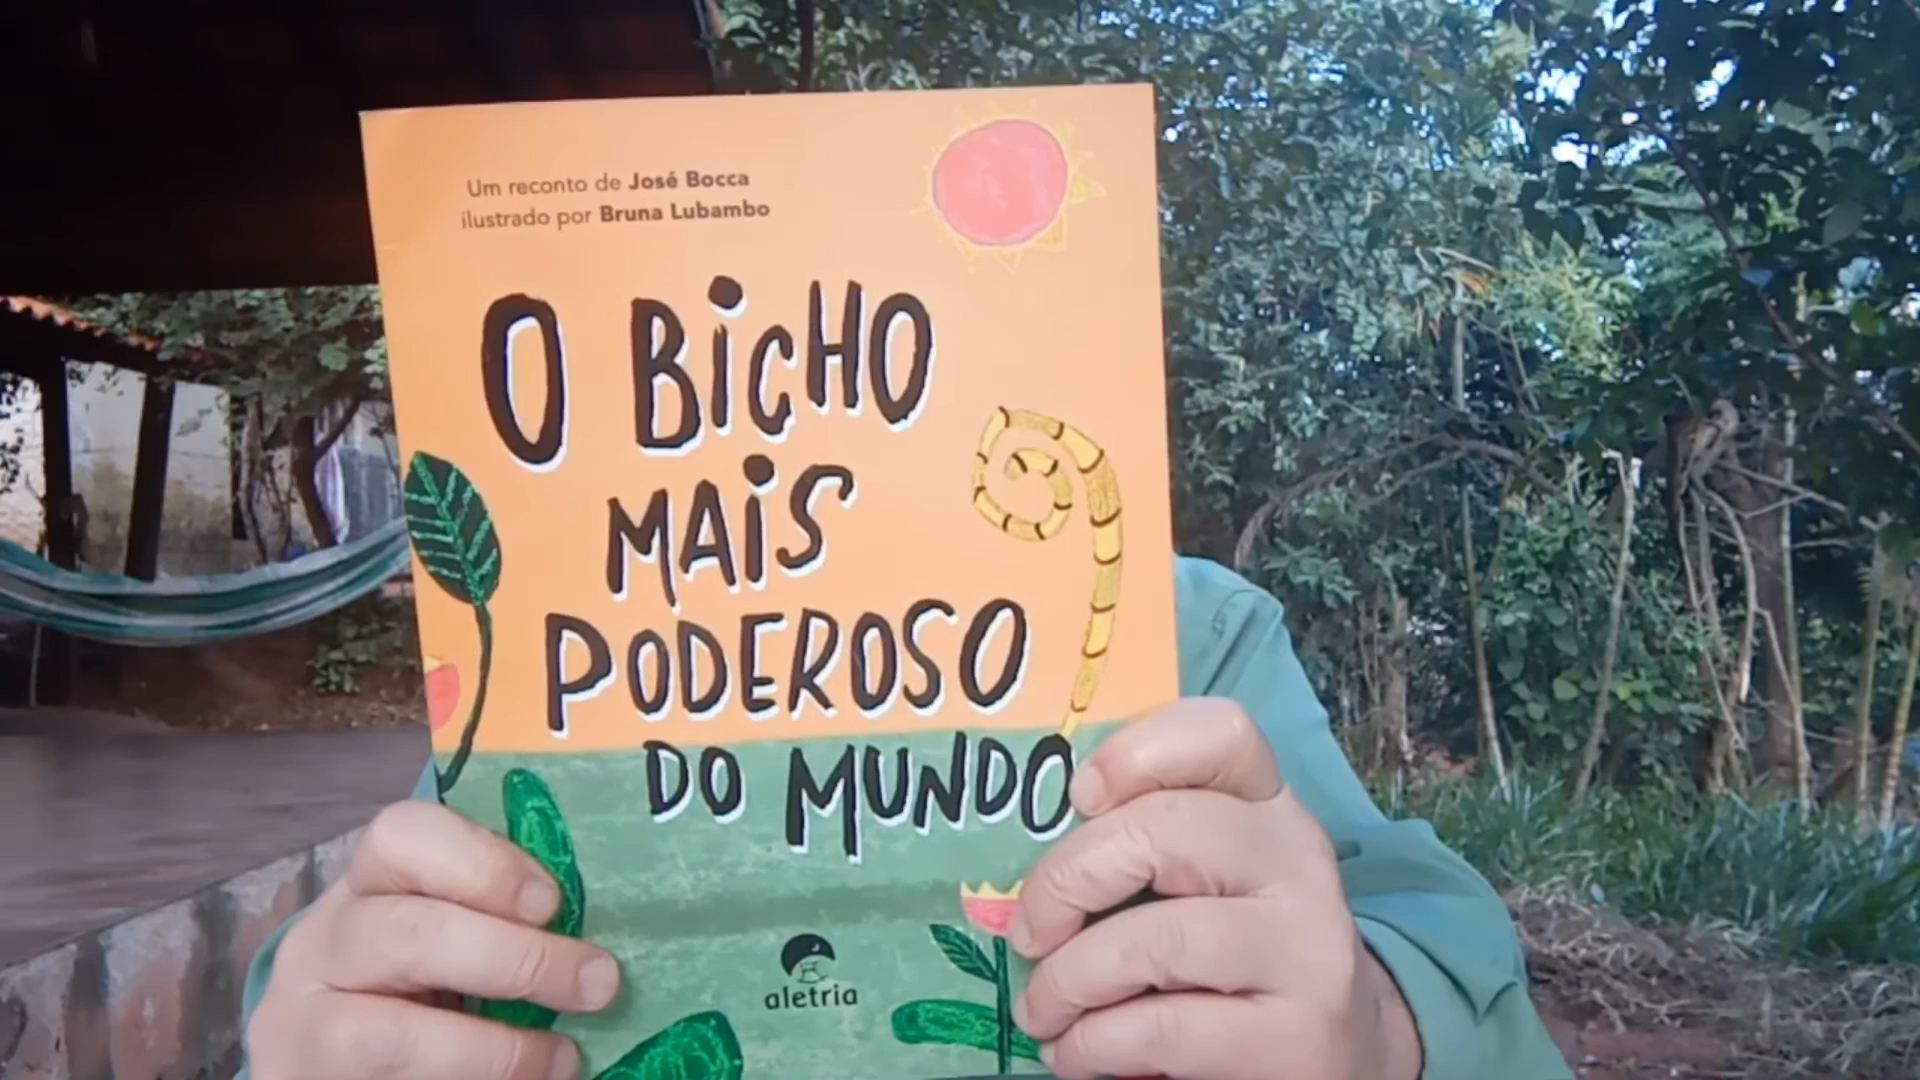 Um reconto de José Bocca
ilustrado por Bruna Lubambo
O BiCHO
MAiS
PODEROSO
DO MUNDO
aletria